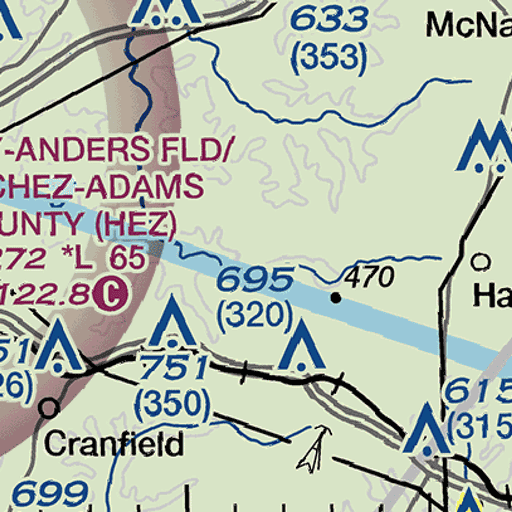 633
(353)
McNa
Y-ANDERS FLD/
CHEZ-ADAMS
UNTY (HEZ)
272 *L 65
122.8 C
695
(320)
470
Ha
51
26)
751
(350)
615
(315
Cranfield
699